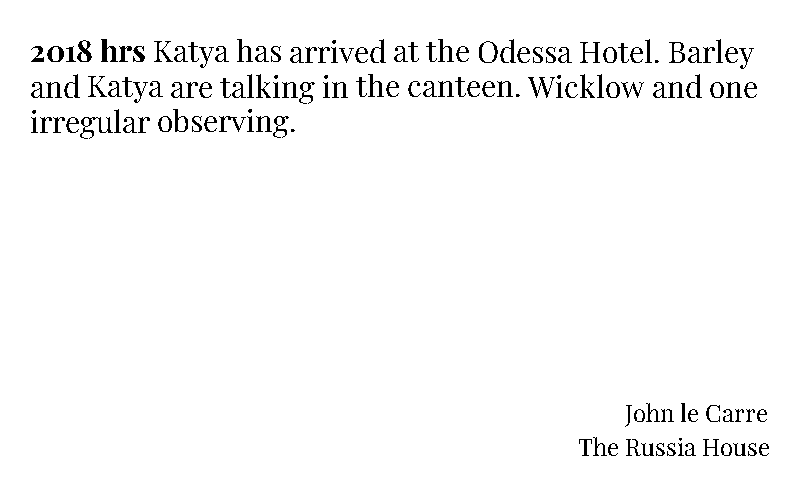 2018 hrs Katya has arrived at the Odessa Hotel. Barley
and Katya are talking in the canteen. Wicklow and one
irregular observing.
John le Carre
The Russia House